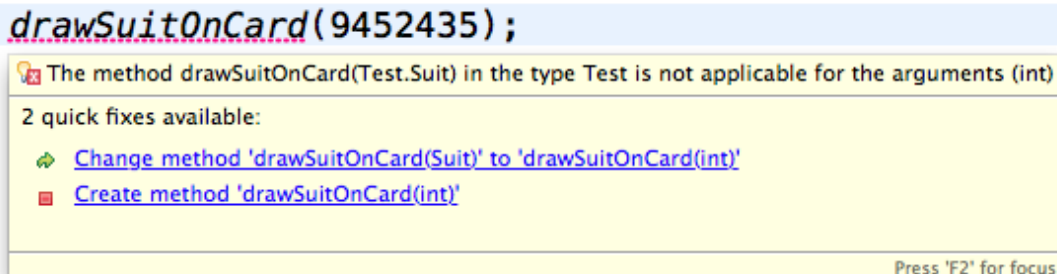 drawSuitOnCard(9452435);
The method drawSuitOnCard(Test.Suit) in the type Test is not applicable for the arguments (int)
2 quick fixes available:
Change method 'drawSuitOnCard(Suit)' to 'drawSuitOnCard(int)'
Create method 'drawSuitOnCard(int)'
Press 'F2' for focus